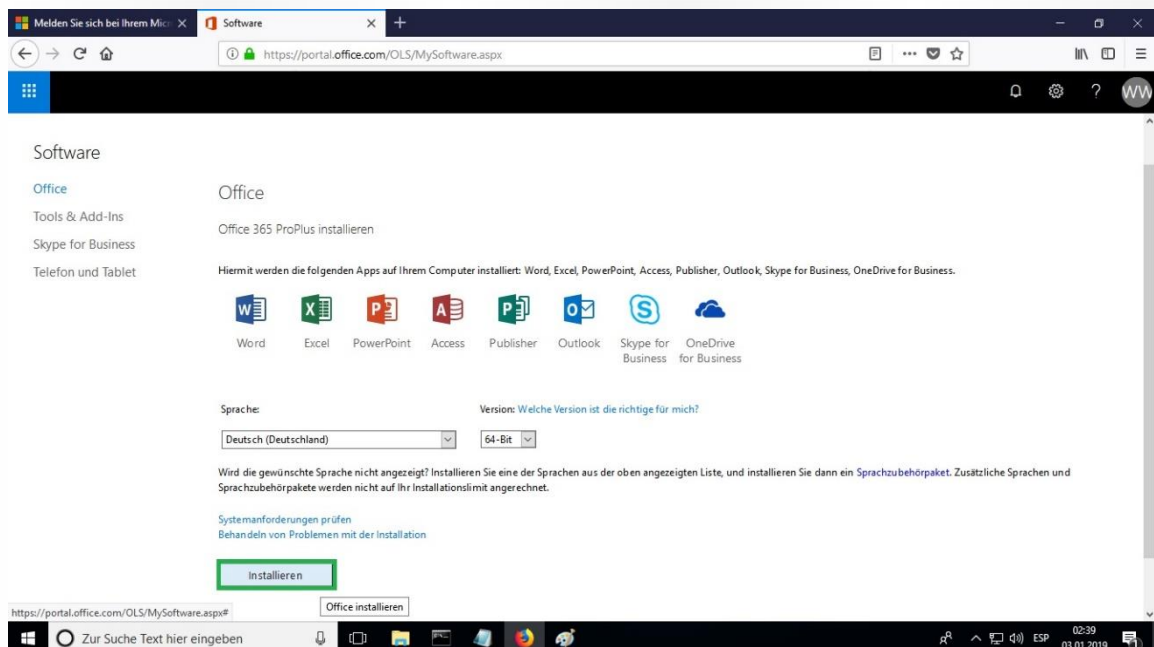 Melden Sie sich bei Ihrem Micr
Software
https://portal.office.com/OLS/MySoftware.aspx
WW
Software
Office
Tools & Add-Ins
Skype for Business
Telefon und Tablet
Office
Office 365 ProPlus installieren
Hiermit werden die folgenden Apps auf Ihrem Computer installiert: Word, Excel, PowerPoint, Access, Publisher, Outlook, Skype for Business, OneDrive for Business.
Word Excel PowerPoint Access Publisher Outlook Skype for Business OneDrive for Business
Sprache: Version: Welche Version ist die richtige für mich?
Deutsch (Deutschland) 64-Bit
Wird die gewünschte Sprache nicht angezeigt? Installieren Sie eine der Sprachen aus der oben angezeigten Liste, und installieren Sie dann ein Sprachzubehörpaket. Zusätzliche Sprachen und
Sprachzubehörpakete werden nicht auf Ihr Installationslimit angerechnet.
Systemanforderungen prüfen
Behandeln von Problemen mit der Installation
Installieren
Office installieren
https://portal.office.com/OLS/MySoftware.aspx#
Zur Suche Text hier eingeben
ESP
02:39
03.01.2019